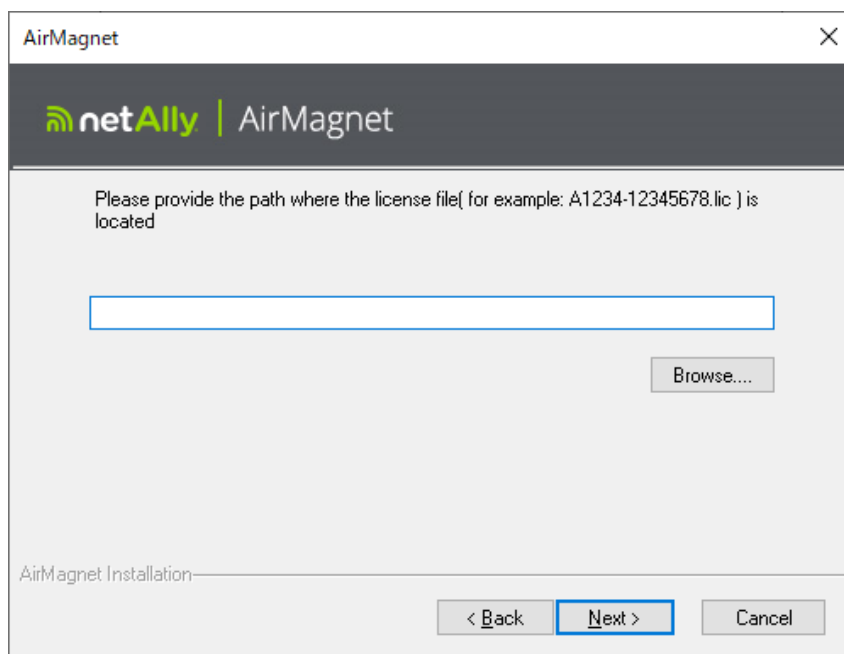 AirMagnet
netAlly | AirMagnet
Please provide the path where the license file( for example: A1234-12345678.lic ) is
located
Browse....
AirMagnet Installation
< Back Next > Cancel